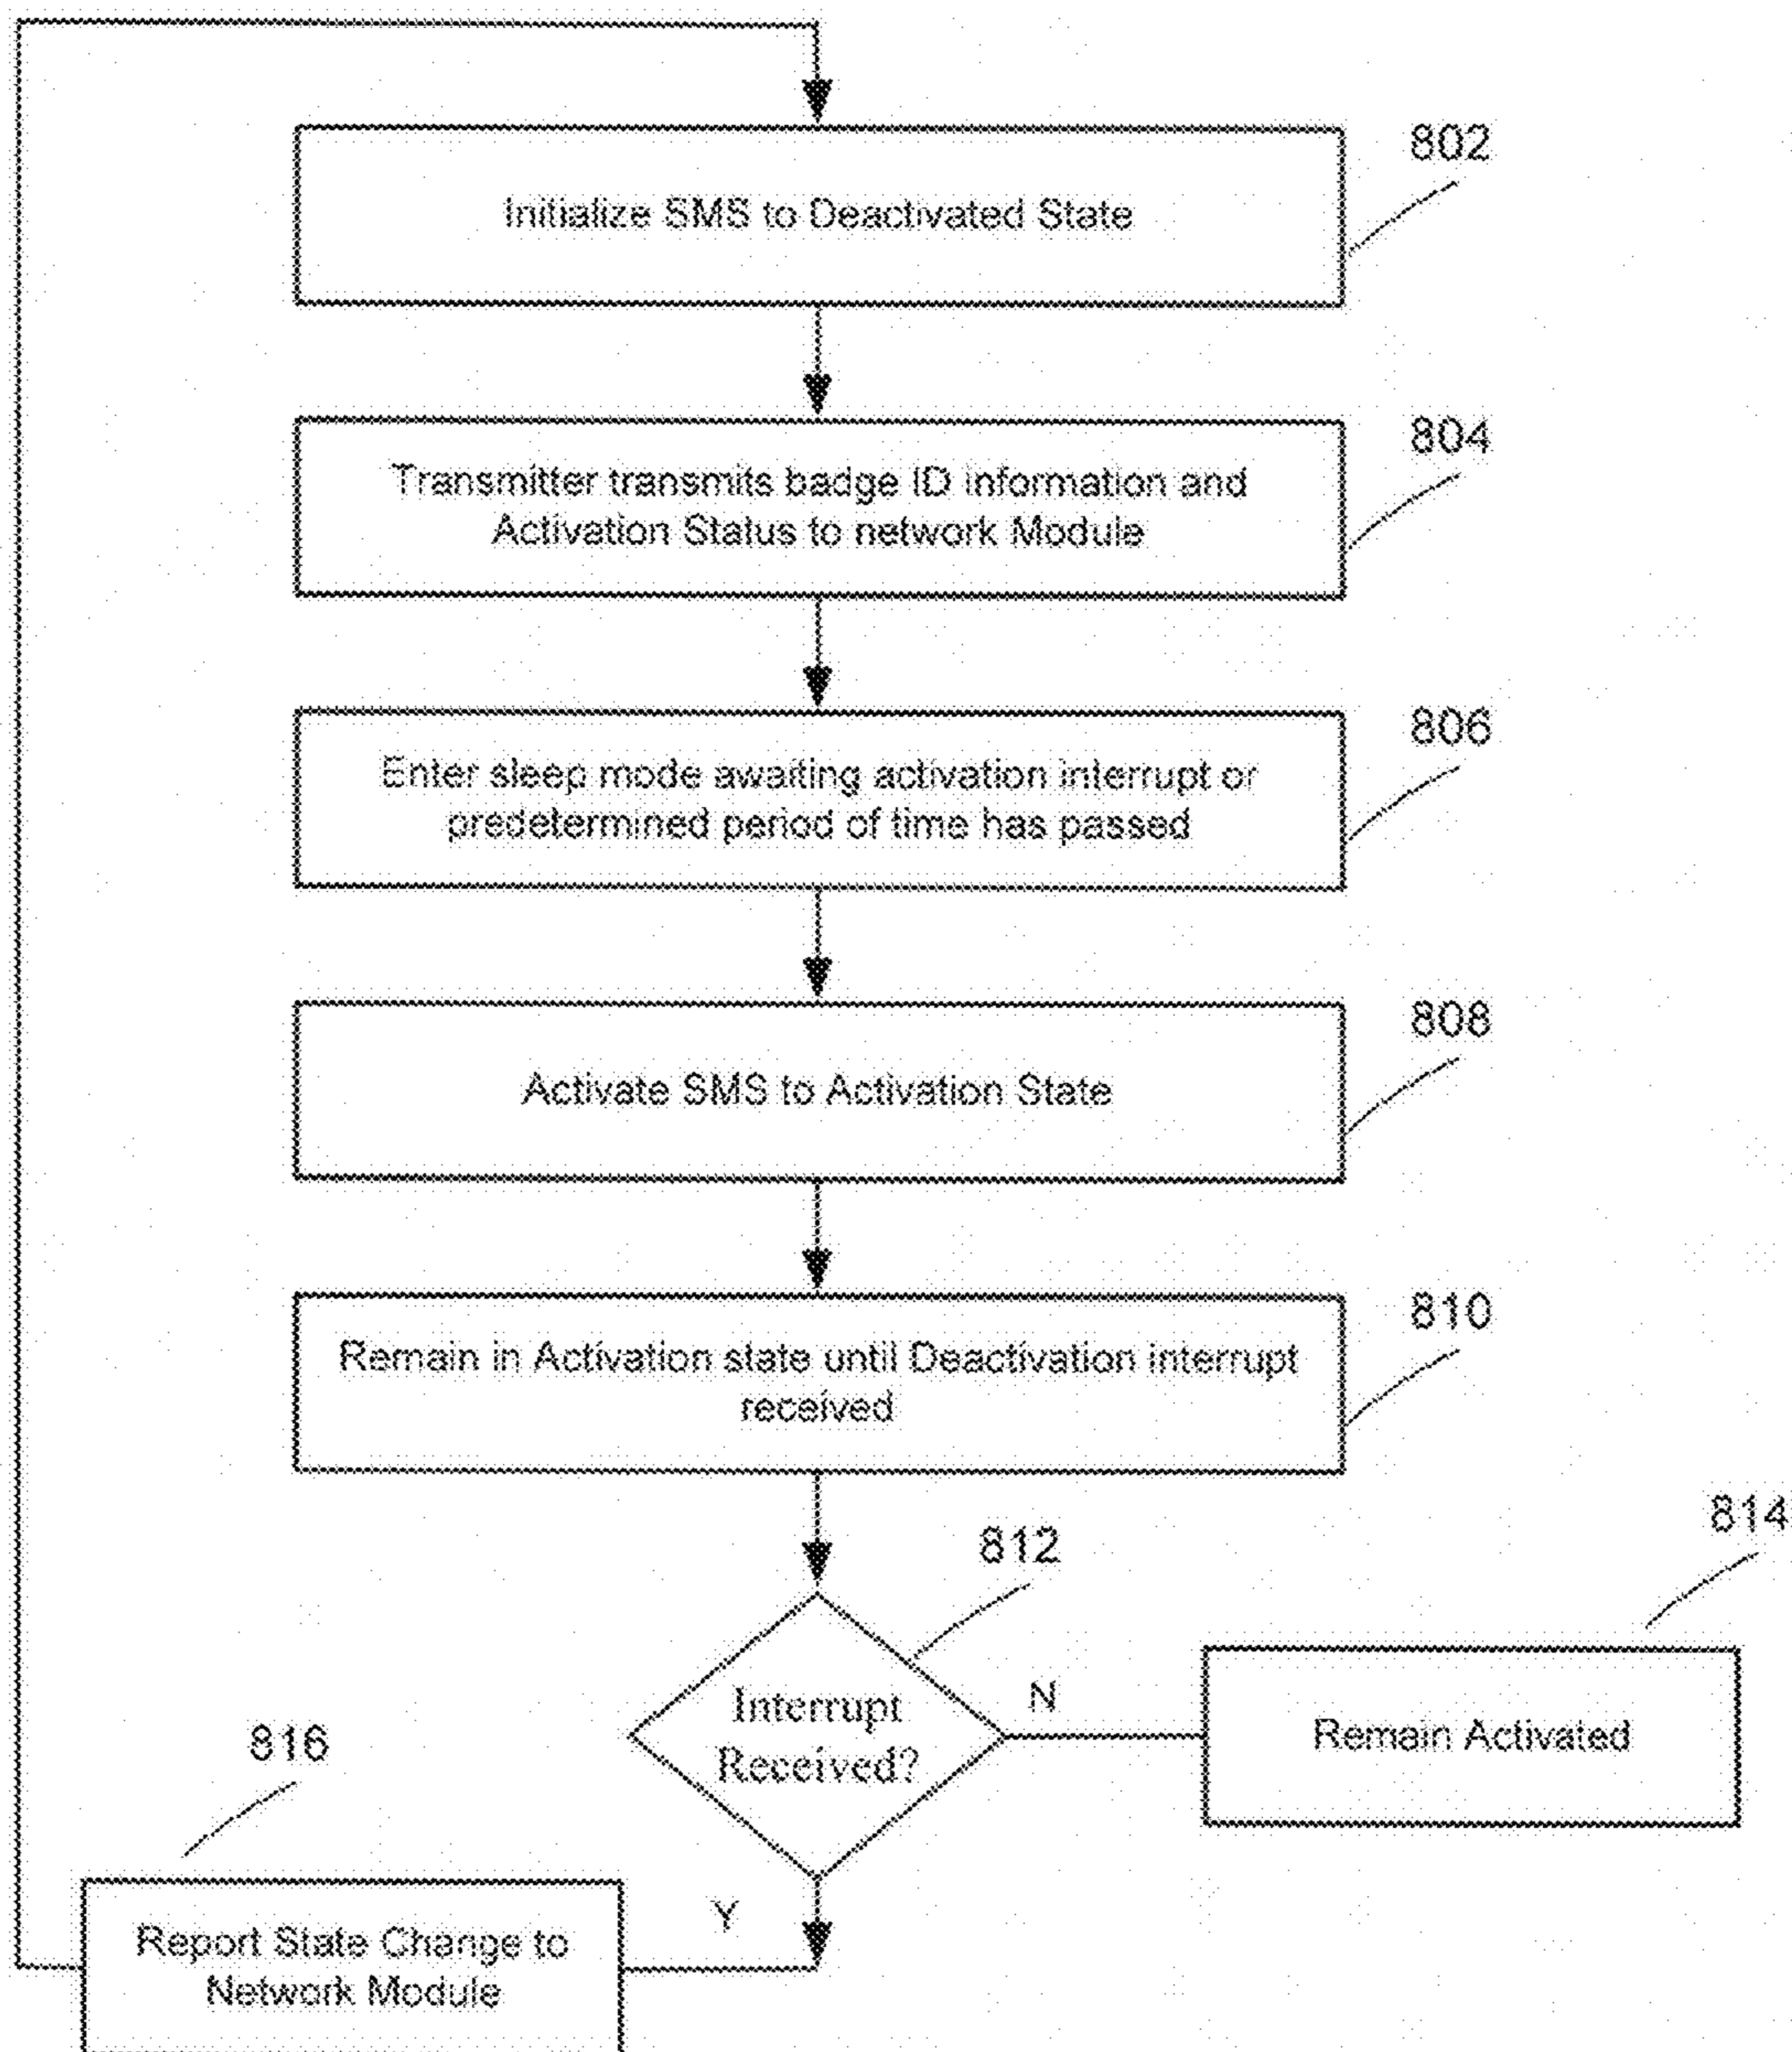 802
Initialize SMS to Deactivated State
804
Transmitter transmits badge ID information and
Activation Status to network Module
806
Enter sleep mode awaiting activation interrupt or
predetermined period of time has passed
808
Activate SMS to Activation State
810
Remain in Activation state until Deactivation interrupt
received
812
814
Interrupt
Received?
N
Remain Activated
816
Y
Report State Change to
Network Module